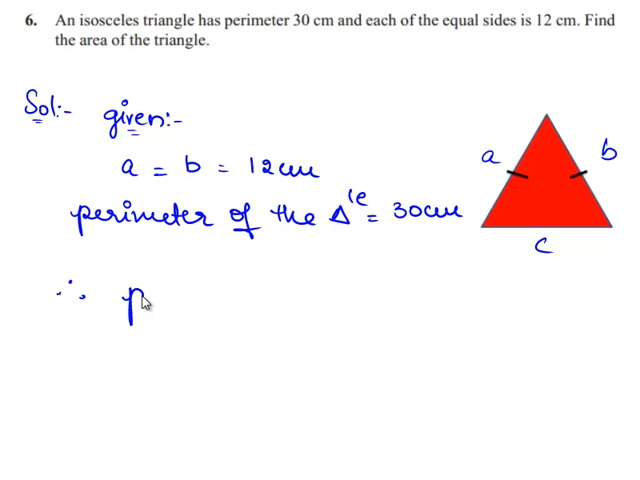 6. An isosceles triangle has perimeter 30 cm and each of the equal sides is 12 cm. Find
the area of the triangle.
Sol:- given:-
a = b = 12cm
perimeter of the Δle = 30cm
∴ p
a
b
c